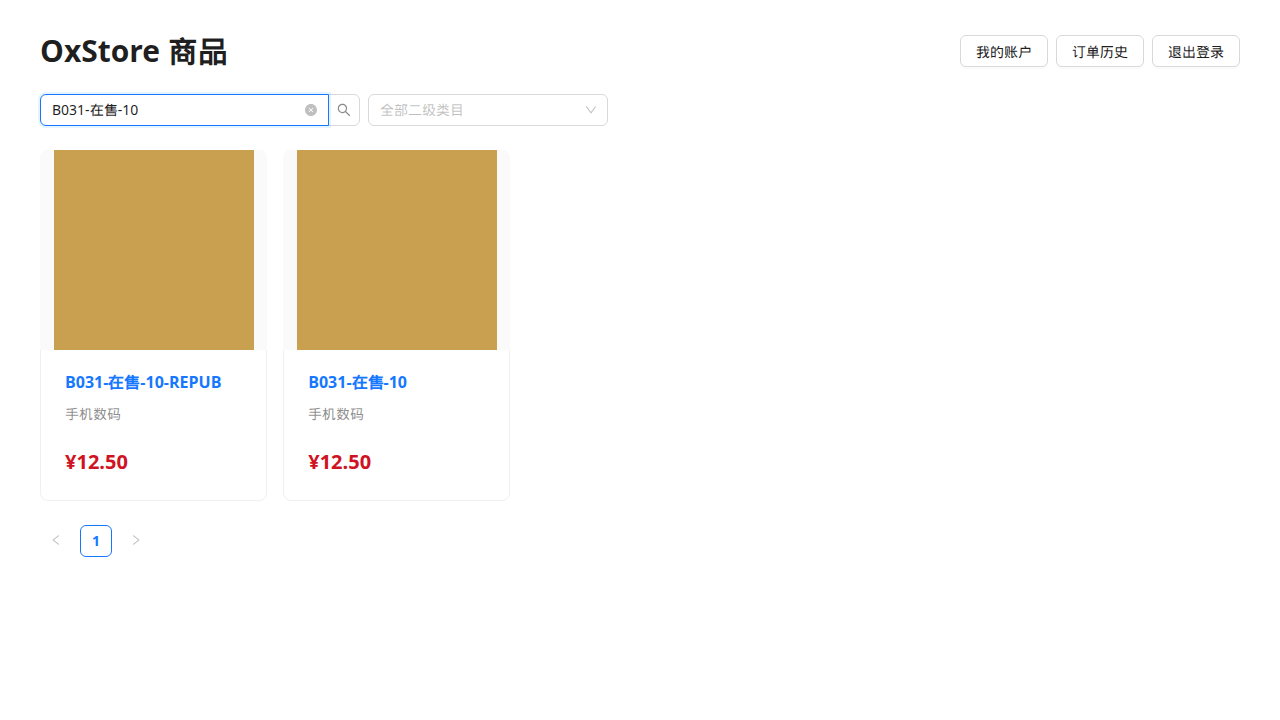 OxStore 商品
我的账户 订单历史 退出登录
B031-在售-10
全部二级类目
B031-在售-10-REPUB
手机数码
¥12.50
B031-在售-10
手机数码
¥12.50
1